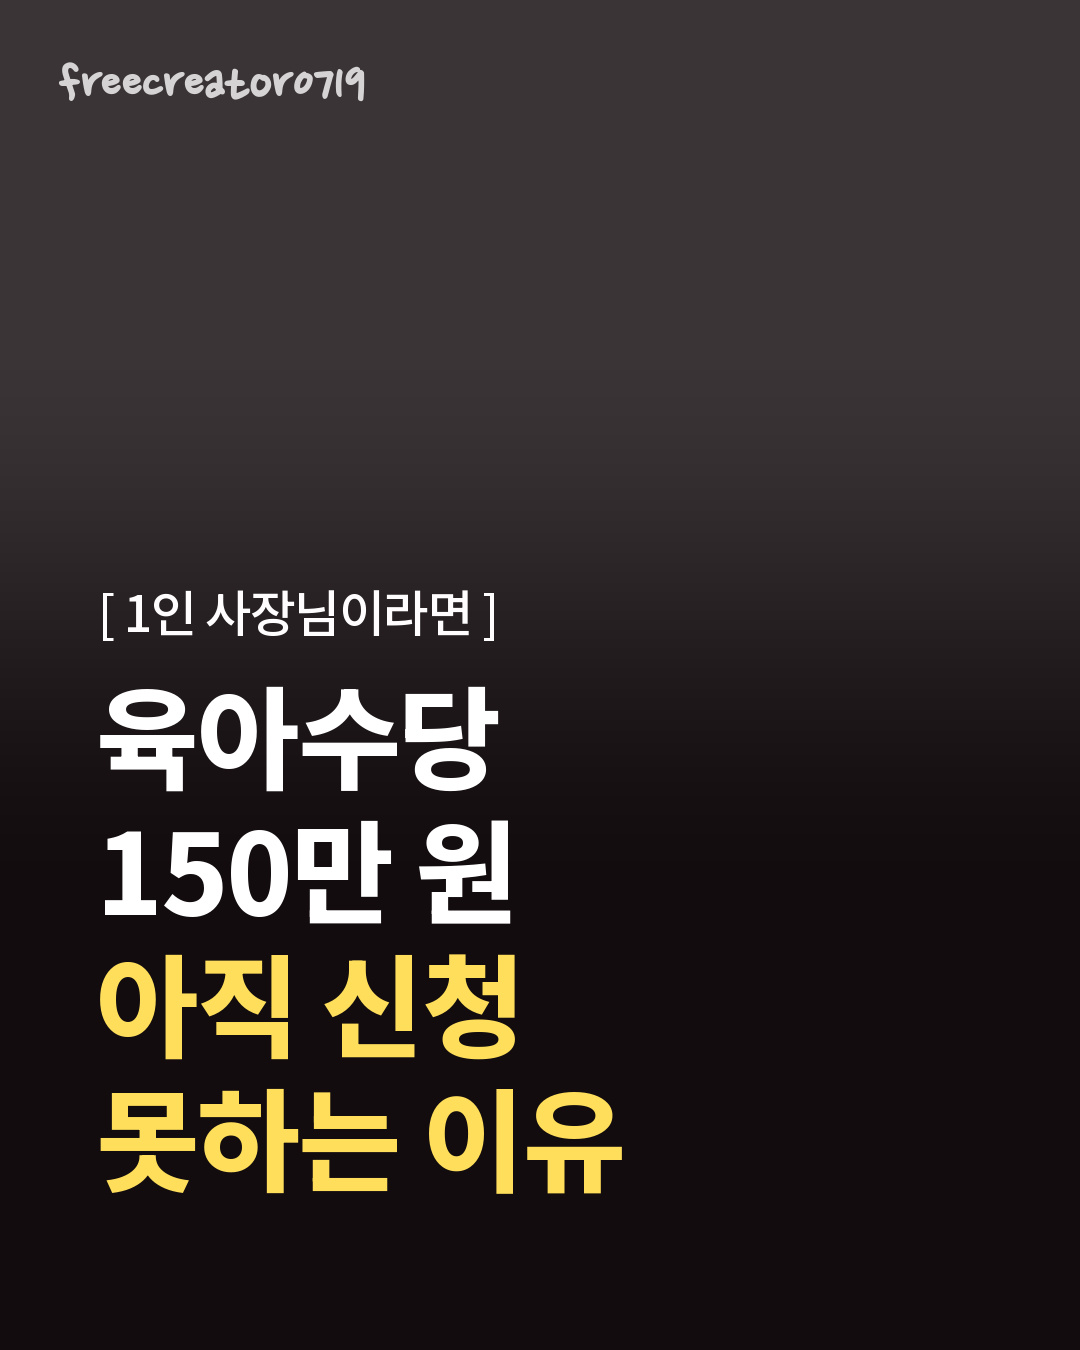 freecreator0719
[ 1인 사장님이라면 ]
육아수당
150만 원
아직 신청
못하는 이유